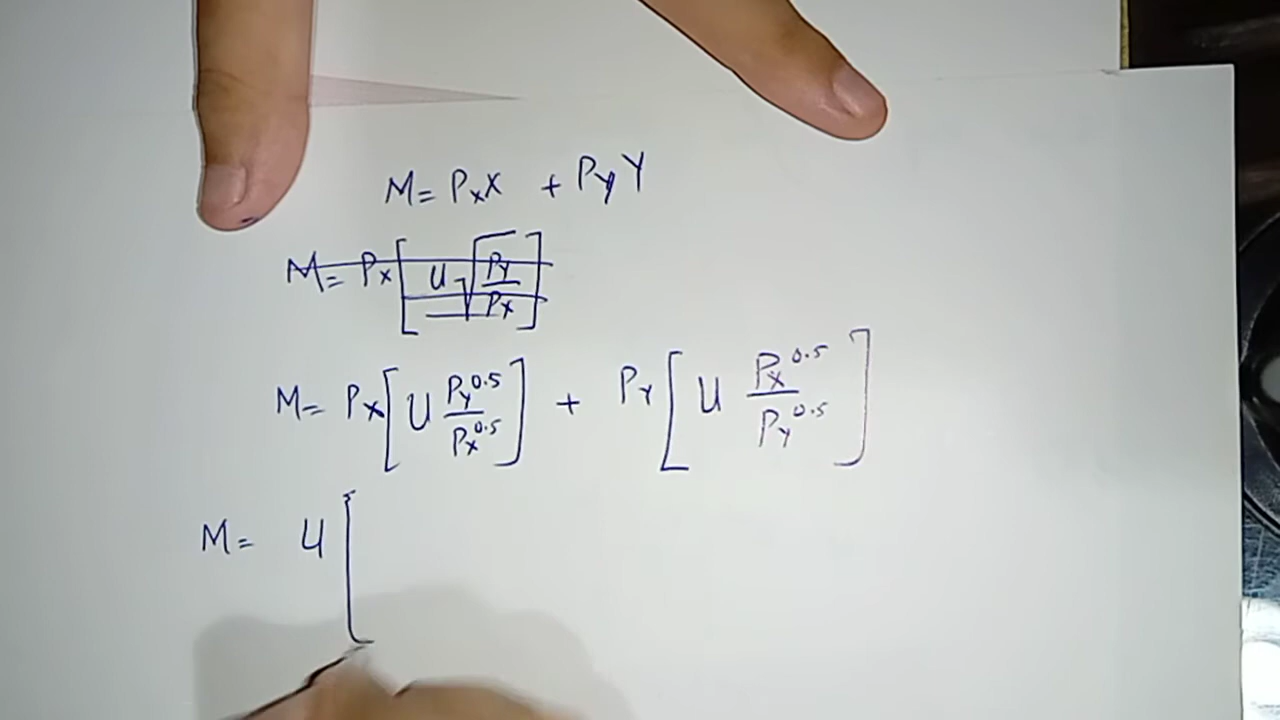 M = PxX + PyY
M = Px [U √(Py/Px)]
M = Px [U Py^0.5/Px^0.5] + PY [U Px^0.5/Py^0.5]
M = U [